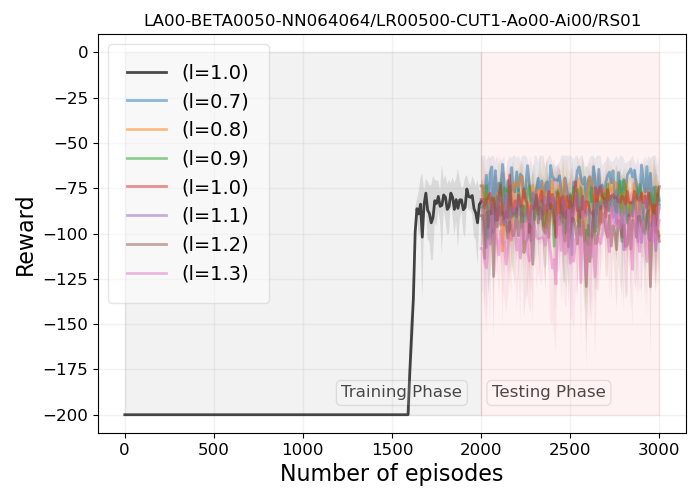 LA00-BETA0050-NN064064/LR00500-CUT1-Ao00-Ai00/RS01
0
−25
−50
−75
−100
−125
−150
−175
−200
Reward
(l=1.0)
(l=0.7)
(l=0.8)
(l=0.9)
(l=1.0)
(l=1.1)
(l=1.2)
(l=1.3)
Training Phase
Testing Phase
0 500 1000 1500 2000 2500 3000
Number of episodes